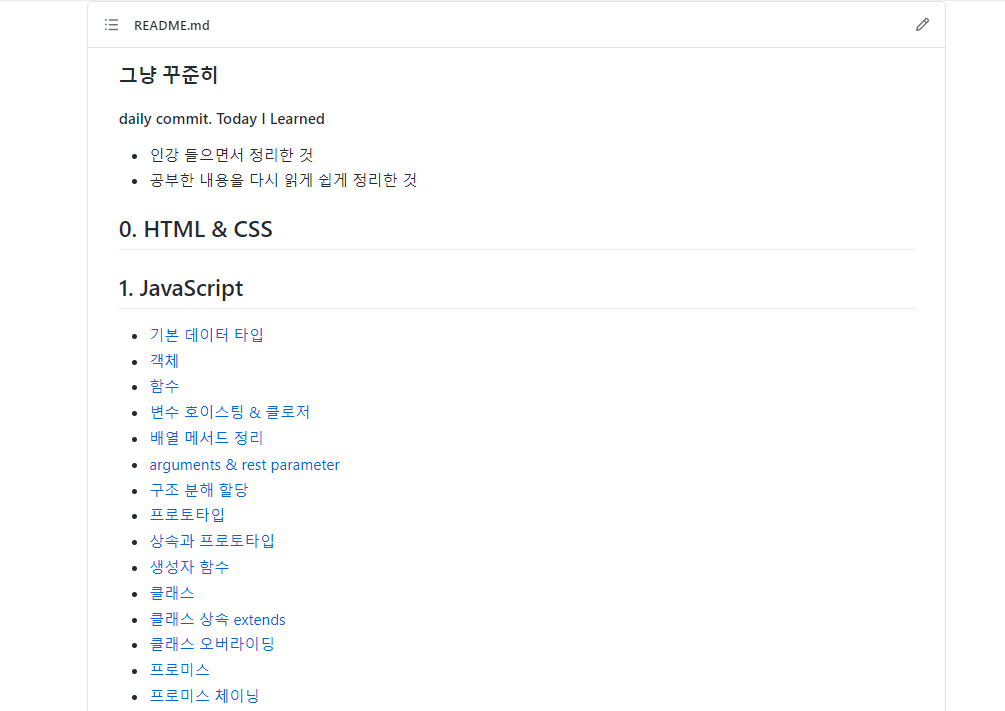 README.md
그냥 꾸준히
daily commit. Today I Learned
인강 들으면서 정리한 것
공부한 내용을 다시 읽게 쉽게 정리한 것
0. HTML & CSS
1. JavaScript
기본 데이터 타입
객체
함수
변수 호이스팅 & 클로저
배열 메서드 정리
arguments & rest parameter
구조 분해 할당
프로토타입
상속과 프로토타입
생성자 함수
클래스
클래스 상속 extends
클래스 오버라이딩
프로미스
프로미스 체이닝